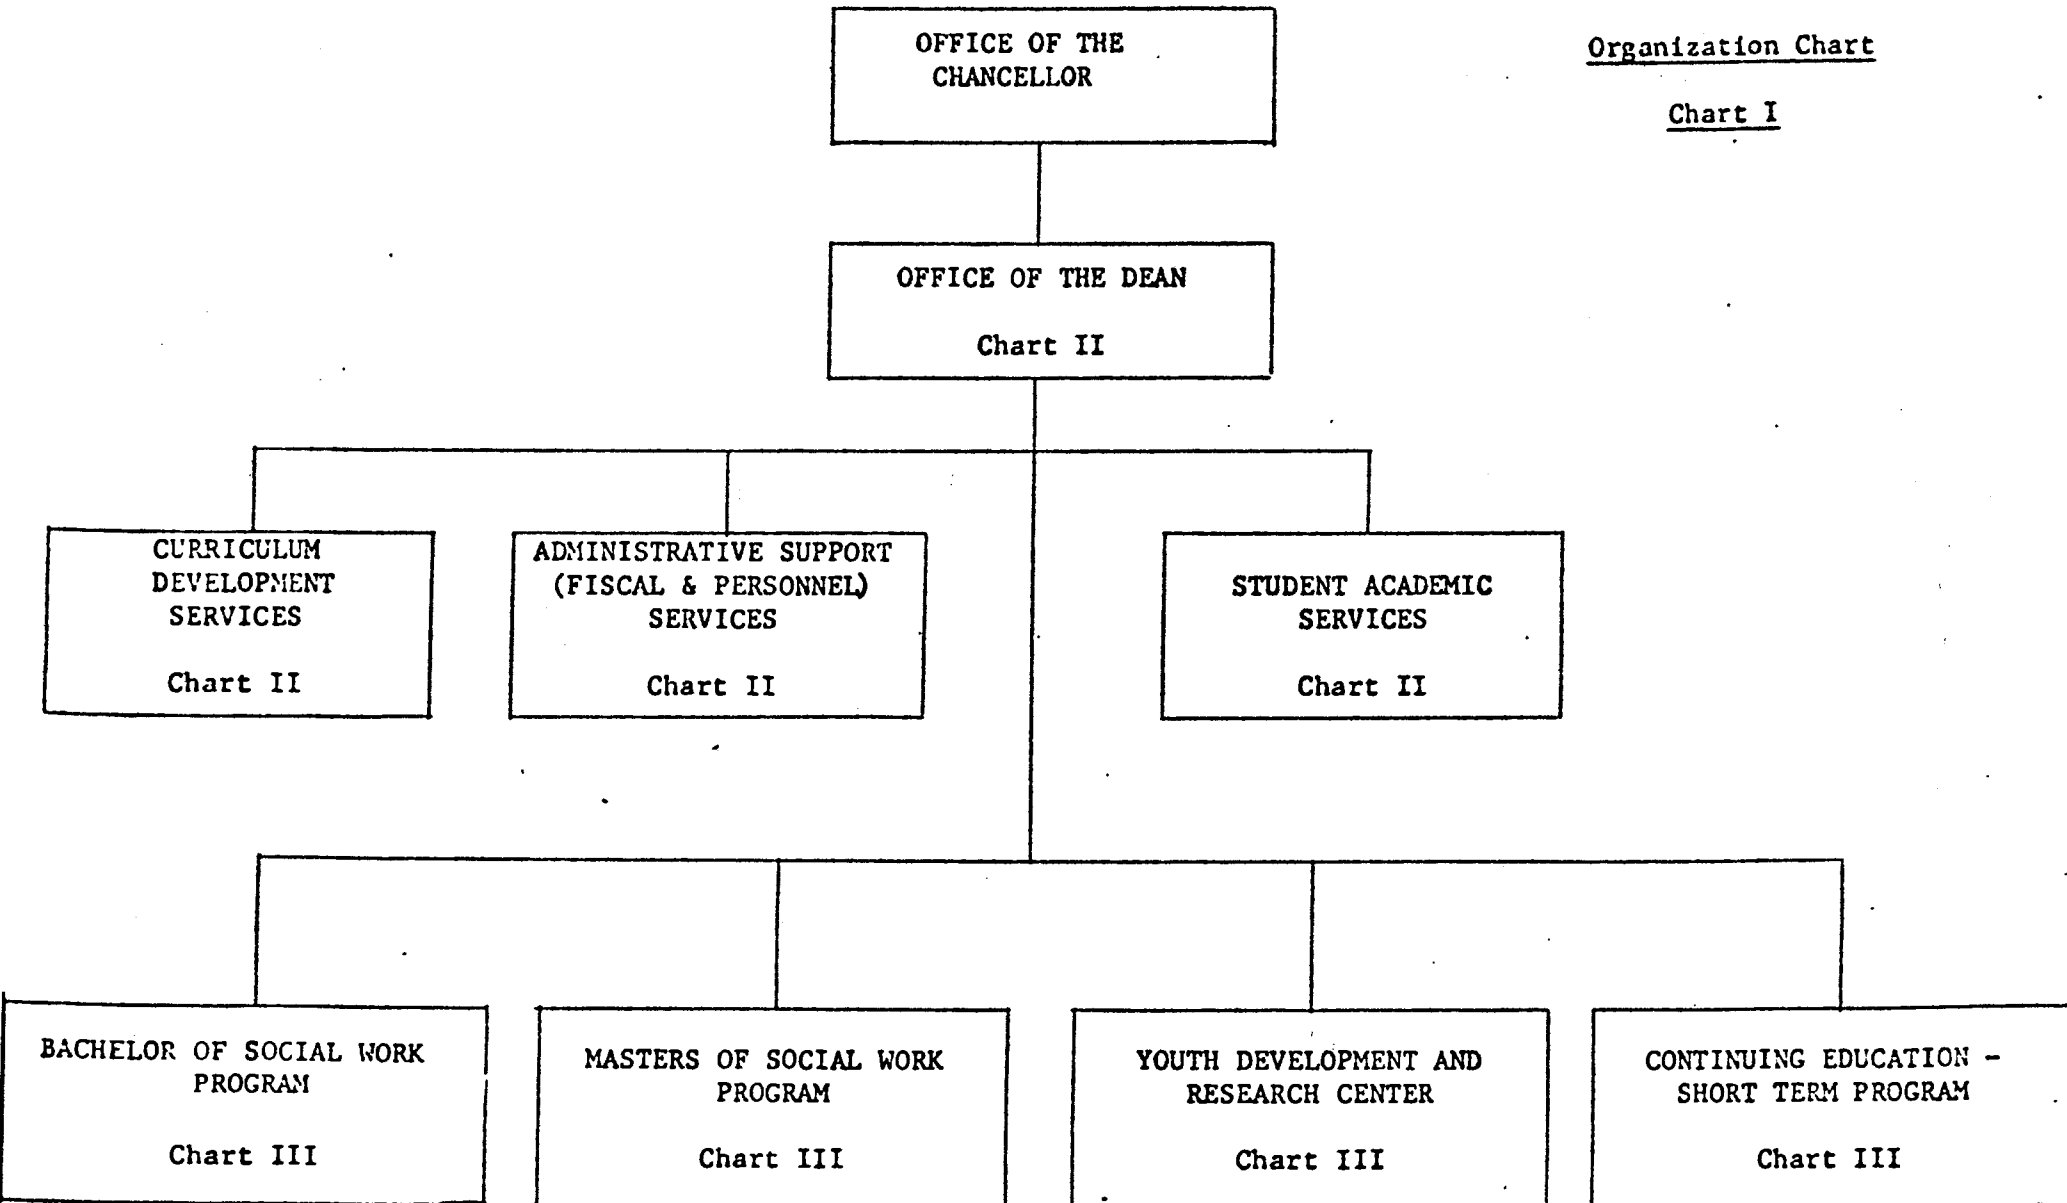 OFFICE OF THE
CHANCELLOR
Organization Chart
Chart I
OFFICE OF THE DEAN
Chart II
CURRICULUM
DEVELOPMENT
SERVICES
Chart II
ADMINISTRATIVE SUPPORT
(FISCAL & PERSONNEL)
SERVICES
Chart II
STUDENT ACADEMIC
SERVICES
Chart II
BACHELOR OF SOCIAL WORK
PROGRAM
Chart III
MASTERS OF SOCIAL WORK
PROGRAM
Chart III
YOUTH DEVELOPMENT AND
RESEARCH CENTER
Chart III
CONTINUING EDUCATION -
SHORT TERM PROGRAM
Chart III